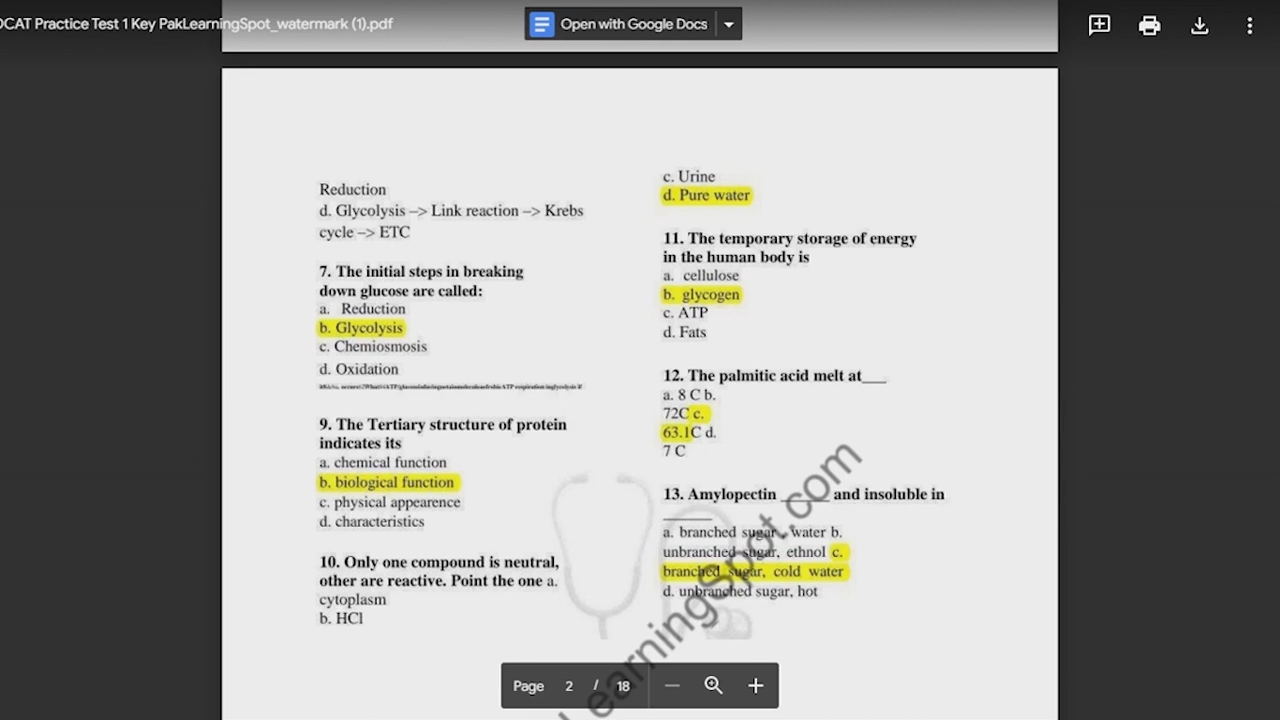 OCAT Practice Test 1 Key PakLearningSpot_watermark (1).pdf
Open with Google Docs
Reduction
d. Glycolysis –> Link reaction –> Krebs
cycle –> ETC
7. The initial steps in breaking
down glucose are called:
a. Reduction
b. Glycolysis
c. Chemiosmosis
d. Oxidation
9. The Tertiary structure of protein
indicates its
a. chemical function
b. biological function
c. physical appearence
d. characteristics
10. Only one compound is neutral,
other are reactive. Point the one a.
cytoplasm
b. HCl
c. Urine
d. Pure water
11. The temporary storage of energy
in the human body is
a. cellulose
b. glycogen
c. ATP
d. Fats
12. The palmitic acid melt at___
a. 8 C b.
72C c.
63.1C d.
7 C
13. Amylopectin ______ and insoluble in
______
a. branched sugar , water b.
unbranched sugar, ethnol c.
branched sugar, cold water
d. unbranched sugar, hot
LearningSpot.com
Page 2 / 18